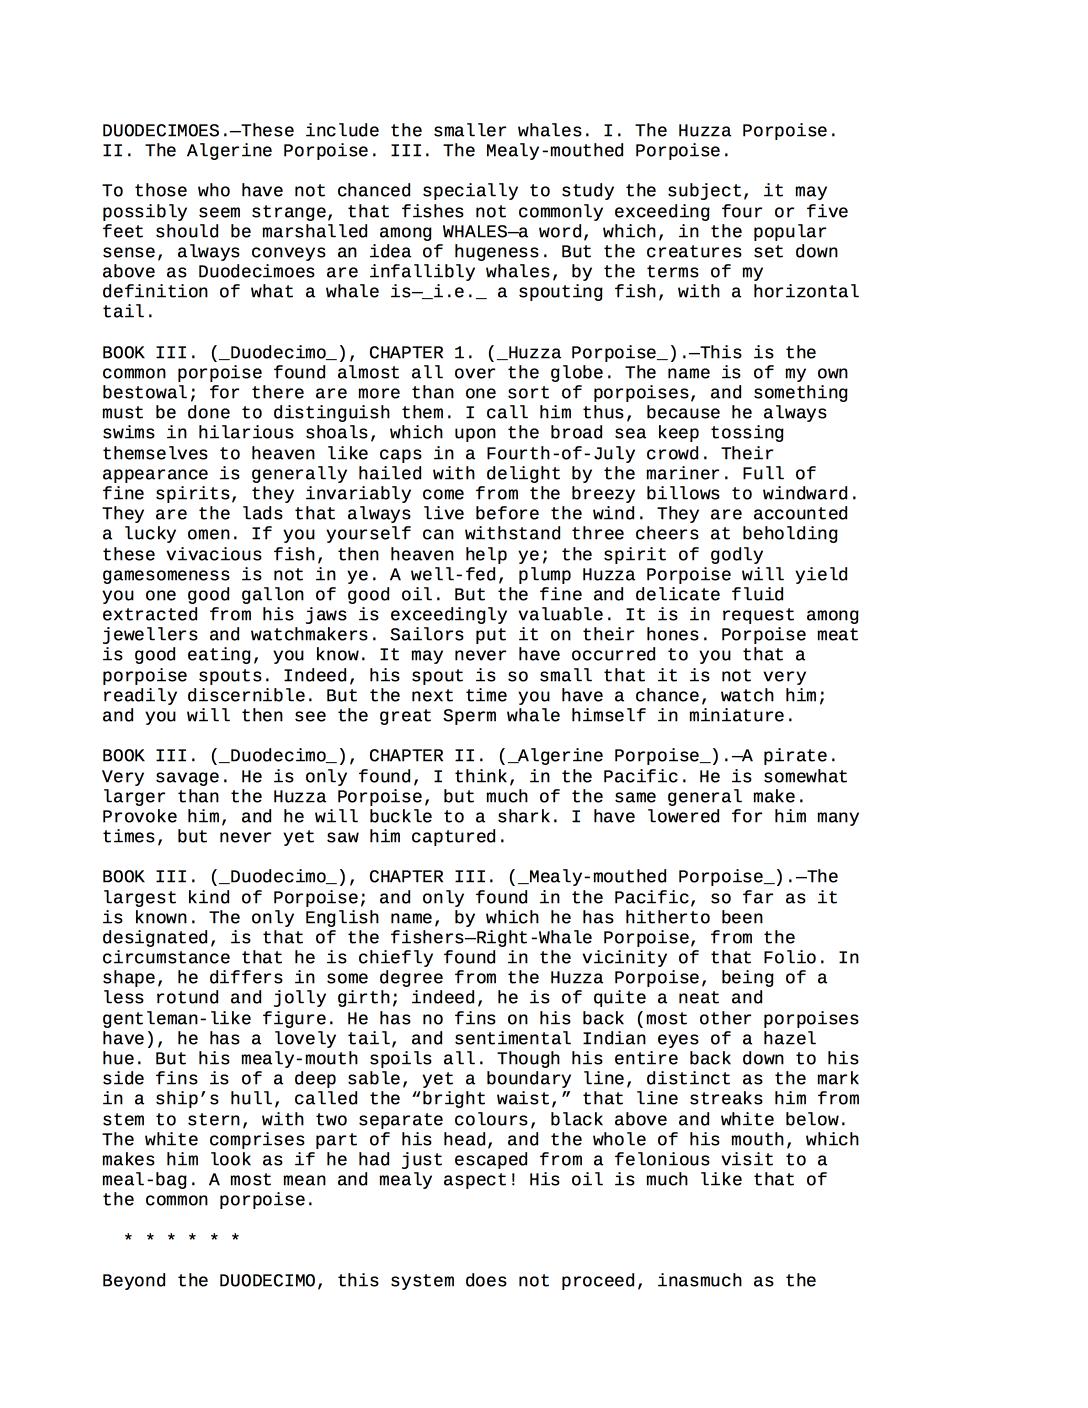 DUODECIMOES.—These include the smaller whales. I. The Huzza Porpoise.
II. The Algerine Porpoise. III. The Mealy-mouthed Porpoise.
To those who have not chanced specially to study the subject, it may
possibly seem strange, that fishes not commonly exceeding four or five
feet should be marshalled among WHALES—a word, which, in the popular
sense, always conveys an idea of hugeness. But the creatures set down
above as Duodecimoes are infallibly whales, by the terms of my
definition of what a whale is—_i.e._ a spouting fish, with a horizontal
tail.
BOOK III. (_Duodecimo_), CHAPTER 1. (_Huzza Porpoise_).—This is the
common porpoise found almost all over the globe. The name is of my own
bestowal; for there are more than one sort of porpoises, and something
must be done to distinguish them. I call him thus, because he always
swims in hilarious shoals, which upon the broad sea keep tossing
themselves to heaven like caps in a Fourth-of-July crowd. Their
appearance is generally hailed with delight by the mariner. Full of
fine spirits, they invariably come from the breezy billows to windward.
They are the lads that always live before the wind. They are accounted
a lucky omen. If you yourself can withstand three cheers at beholding
these vivacious fish, then heaven help ye; the spirit of godly
gamesomeness is not in ye. A well-fed, plump Huzza Porpoise will yield
you one good gallon of good oil. But the fine and delicate fluid
extracted from his jaws is exceedingly valuable. It is in request among
jewellers and watchmakers. Sailors put it on their hones. Porpoise meat
is good eating, you know. It may never have occurred to you that a
porpoise spouts. Indeed, his spout is so small that it is not very
readily discernible. But the next time you have a chance, watch him;
and you will then see the great Sperm whale himself in miniature.
BOOK III. (_Duodecimo_), CHAPTER II. (_Algerine Porpoise_).—A pirate.
Very savage. He is only found, I think, in the Pacific. He is somewhat
larger than the Huzza Porpoise, but much of the same general make.
Provoke him, and he will buckle to a shark. I have lowered for him many
times, but never yet saw him captured.
BOOK III. (_Duodecimo_), CHAPTER III. (_Mealy-mouthed Porpoise_).—The
largest kind of Porpoise; and only found in the Pacific, so far as it
is known. The only English name, by which he has hitherto been
designated, is that of the fishers—Right-Whale Porpoise, from the
circumstance that he is chiefly found in the vicinity of that Folio. In
shape, he differs in some degree from the Huzza Porpoise, being of a
less rotund and jolly girth; indeed, he is of quite a neat and
gentleman-like figure. He has no fins on his back (most other porpoises
have), he has a lovely tail, and sentimental Indian eyes of a hazel
hue. But his mealy-mouth spoils all. Though his entire back down to his
side fins is of a deep sable, yet a boundary line, distinct as the mark
in a ship’s hull, called the “bright waist,” that line streaks him from
stem to stern, with two separate colours, black above and white below.
The white comprises part of his head, and the whole of his mouth, which
makes him look as if he had just escaped from a felonious visit to a
meal-bag. A most mean and mealy aspect! His oil is much like that of
the common porpoise.
* * * * * *
Beyond the DUODECIMO, this system does not proceed, inasmuch as the